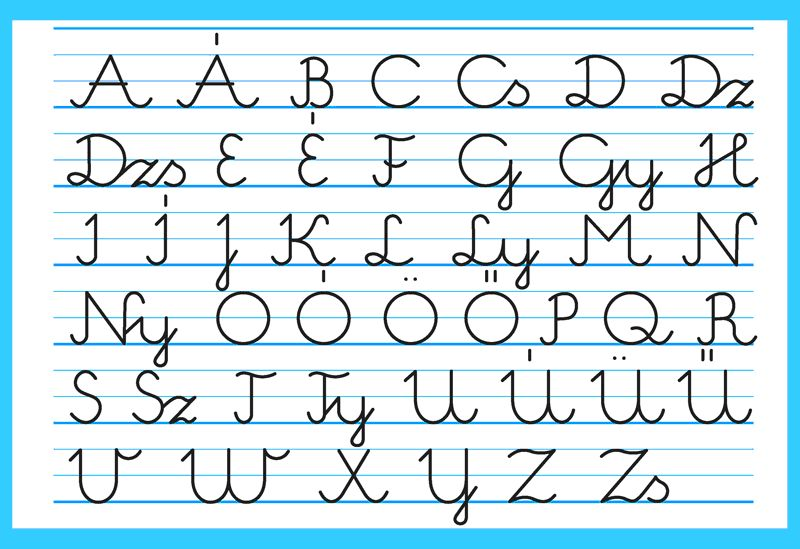 A Á B C Cs D Dz
Dzs E É F G Gy H
I Í J K L Ly M N
Ny O Ó Ö Ő P Q R
S Sz T Ty U Ú Ü Ű
V W X Y Z Zs